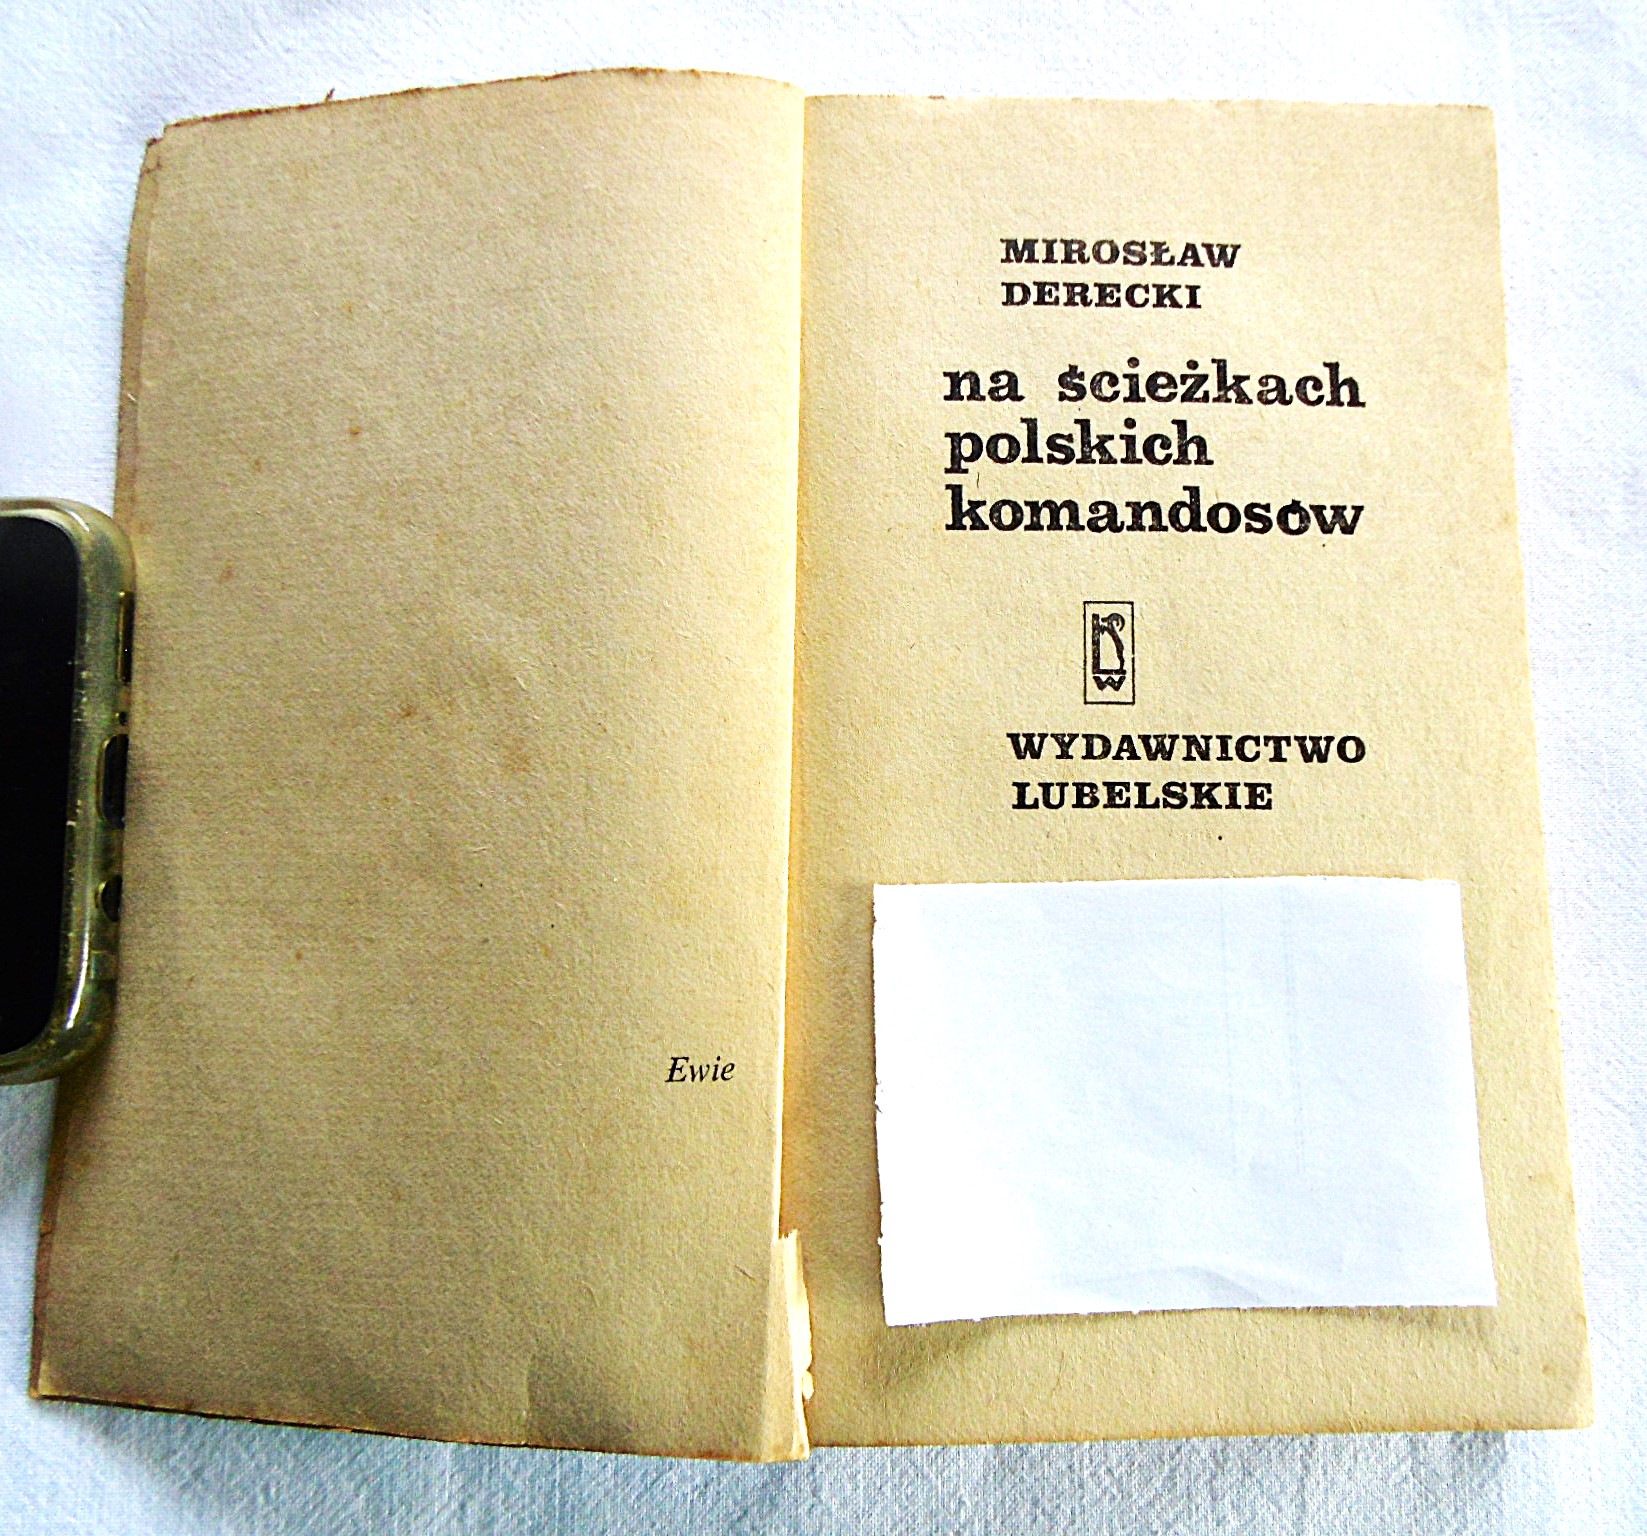 Ewie
MIROSŁAW
DERECKI
na ścieżkach
polskich
komandosów
W
WYDAWNICTWO
LUBELSKIE